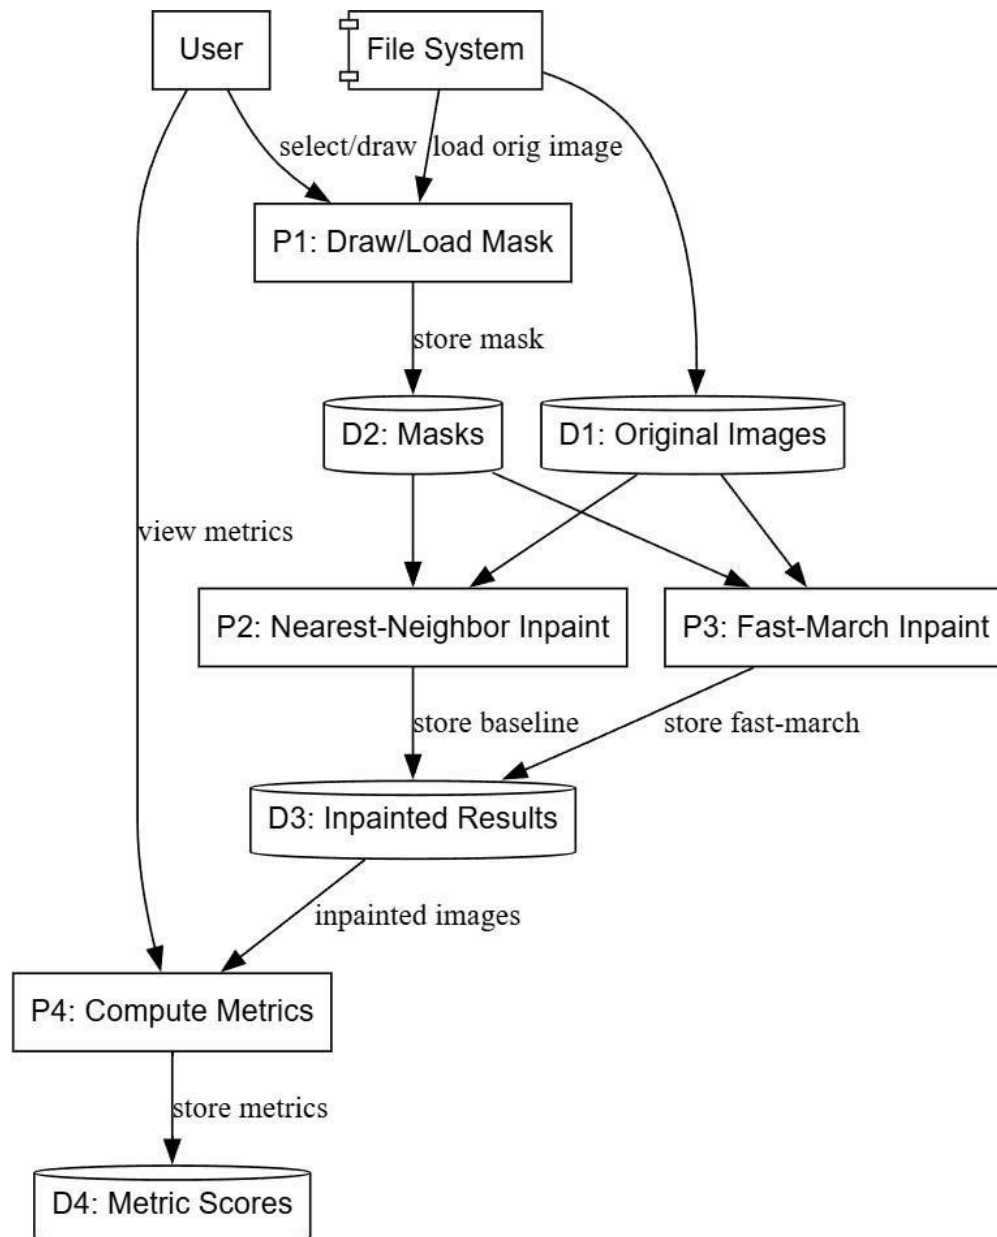 User
File System
select/draw
load orig image
P1: Draw/Load Mask
store mask
D2: Masks
D1: Original Images
view metrics
P2: Nearest-Neighbor Inpaint
P3: Fast-March Inpaint
store baseline
store fast-march
D3: Inpainted Results
inpainted images
P4: Compute Metrics
store metrics
D4: Metric Scores